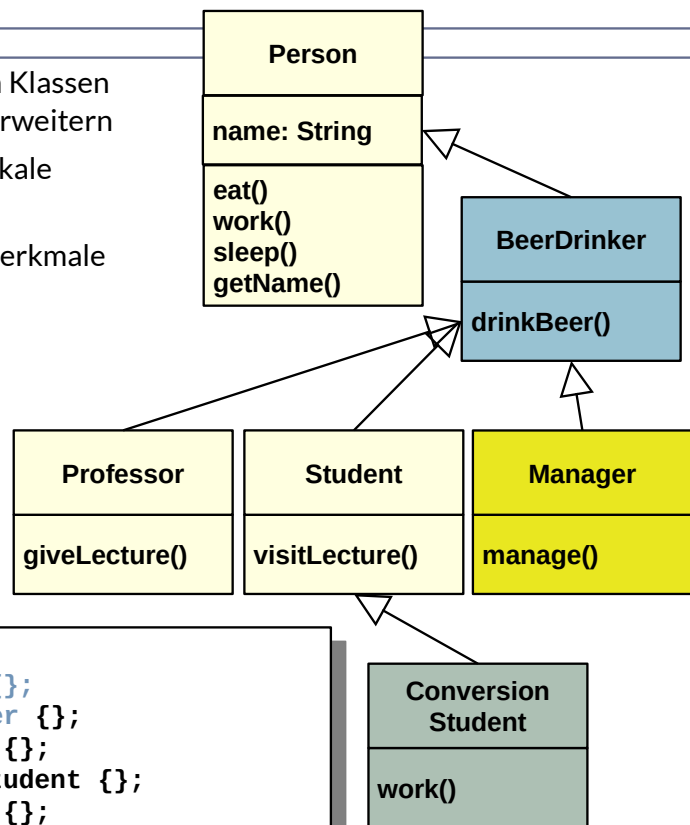 Person
Klassen
rweitern
name: String
kale
eat()
work()
sleep()
getName()
erkmale
BeerDrinker
drinkBeer()
Professor
Student
Manager
giveLecture()
visitLecture()
manage()
{};
er {};
{};
tudent {};
{};
Conversion
Student
work()